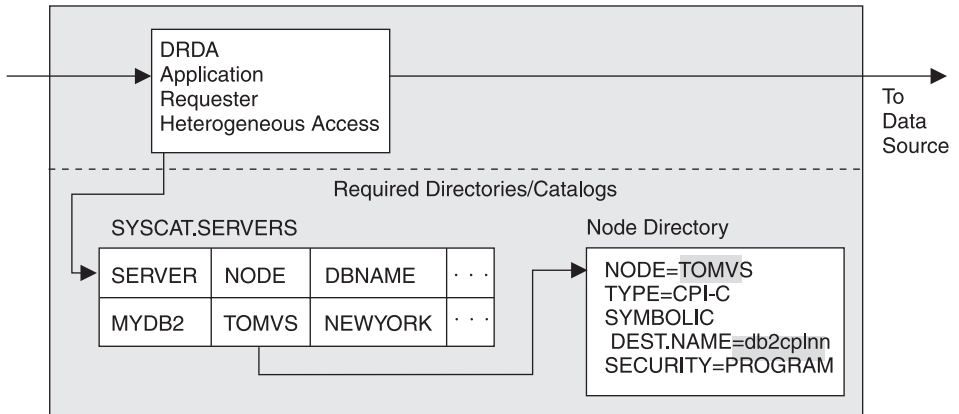 DRDA
Application
Requester
Heterogeneous Access
To
Data
Source
Required Directories/Catalogs
SYSCAT.SERVERS
SERVER NODE DBNAME . . .
MYDB2 TOMVS NEWYORK . . .
Node Directory
NODE=TOMVS
TYPE=CPI-C
SYMBOLIC
DEST.NAME=db2cplnn
SECURITY=PROGRAM